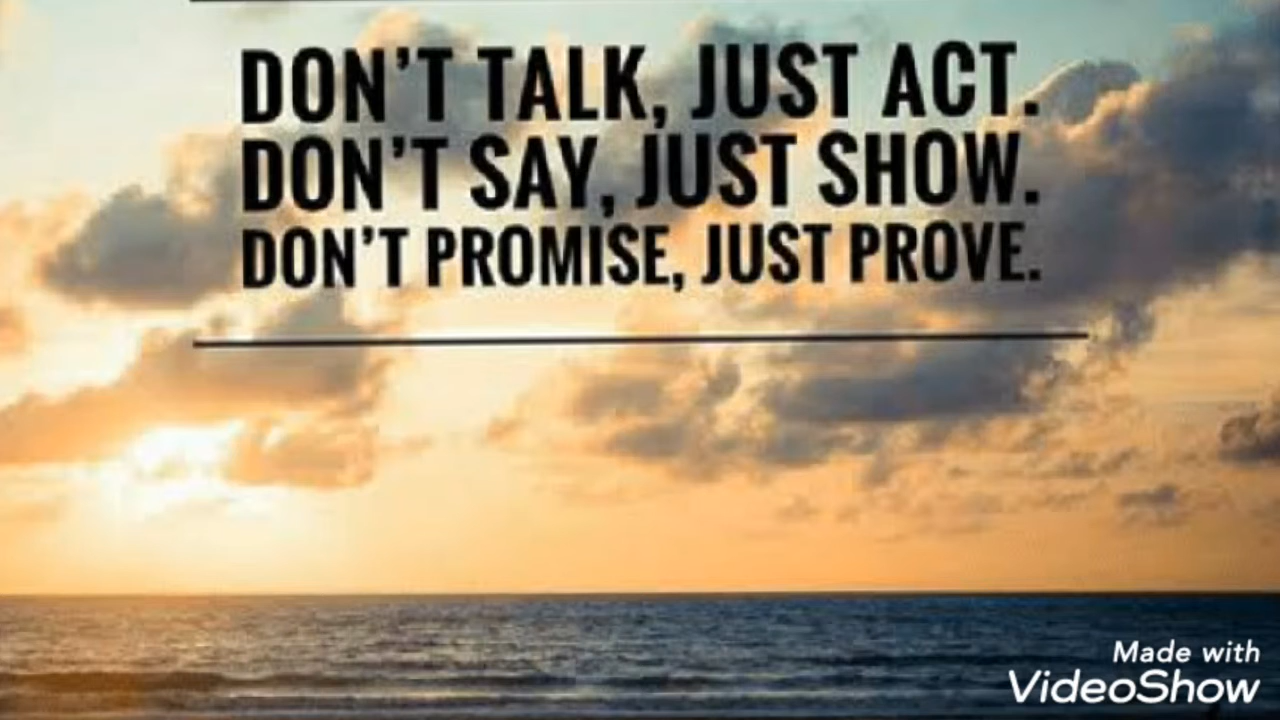 DON'T TALK, JUST ACT.
DON'T SAY, JUST SHOW.
DON'T PROMISE, JUST PROVE.
Made with
VideoShow